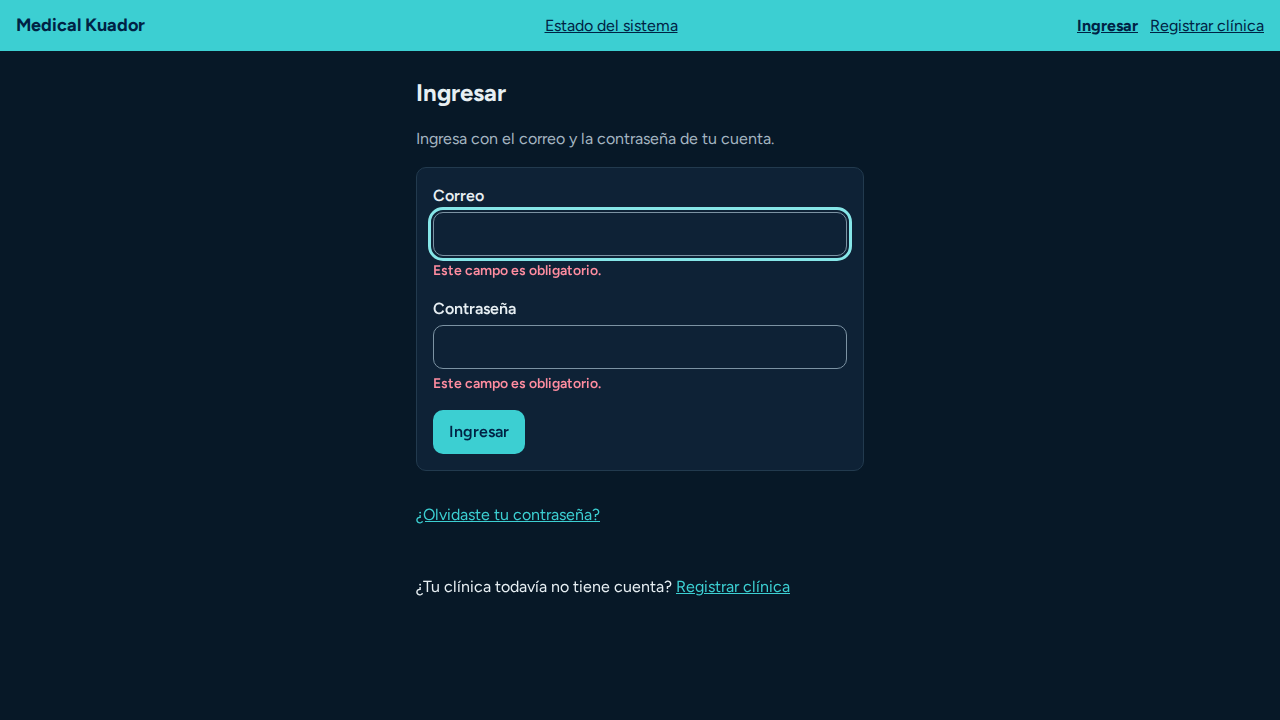 Medical Kuador
Estado del sistema
Ingresar
Registrar clínica
Ingresar
Ingresa con el correo y la contraseña de tu cuenta.
Correo
Este campo es obligatorio.
Contraseña
Este campo es obligatorio.
Ingresar
¿Olvidaste tu contraseña?
¿Tu clínica todavía no tiene cuenta? Registrar clínica